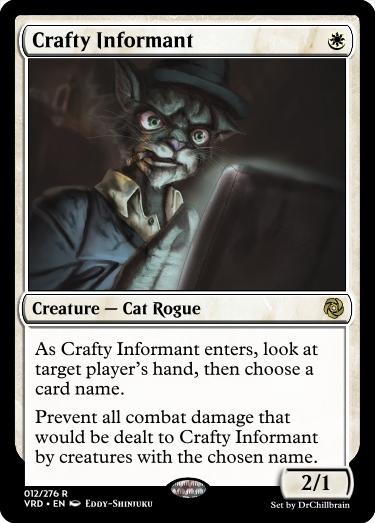 Crafty Informant
Creature — Cat Rogue
As Crafty Informant enters, look at
target player's hand, then choose a
card name.
Prevent all combat damage that
would be dealt to Crafty Informant
by creatures with the chosen name.
2/1
012/276 R
VRD • EN Eddy-Shinjuku
Set by DrChillbrain